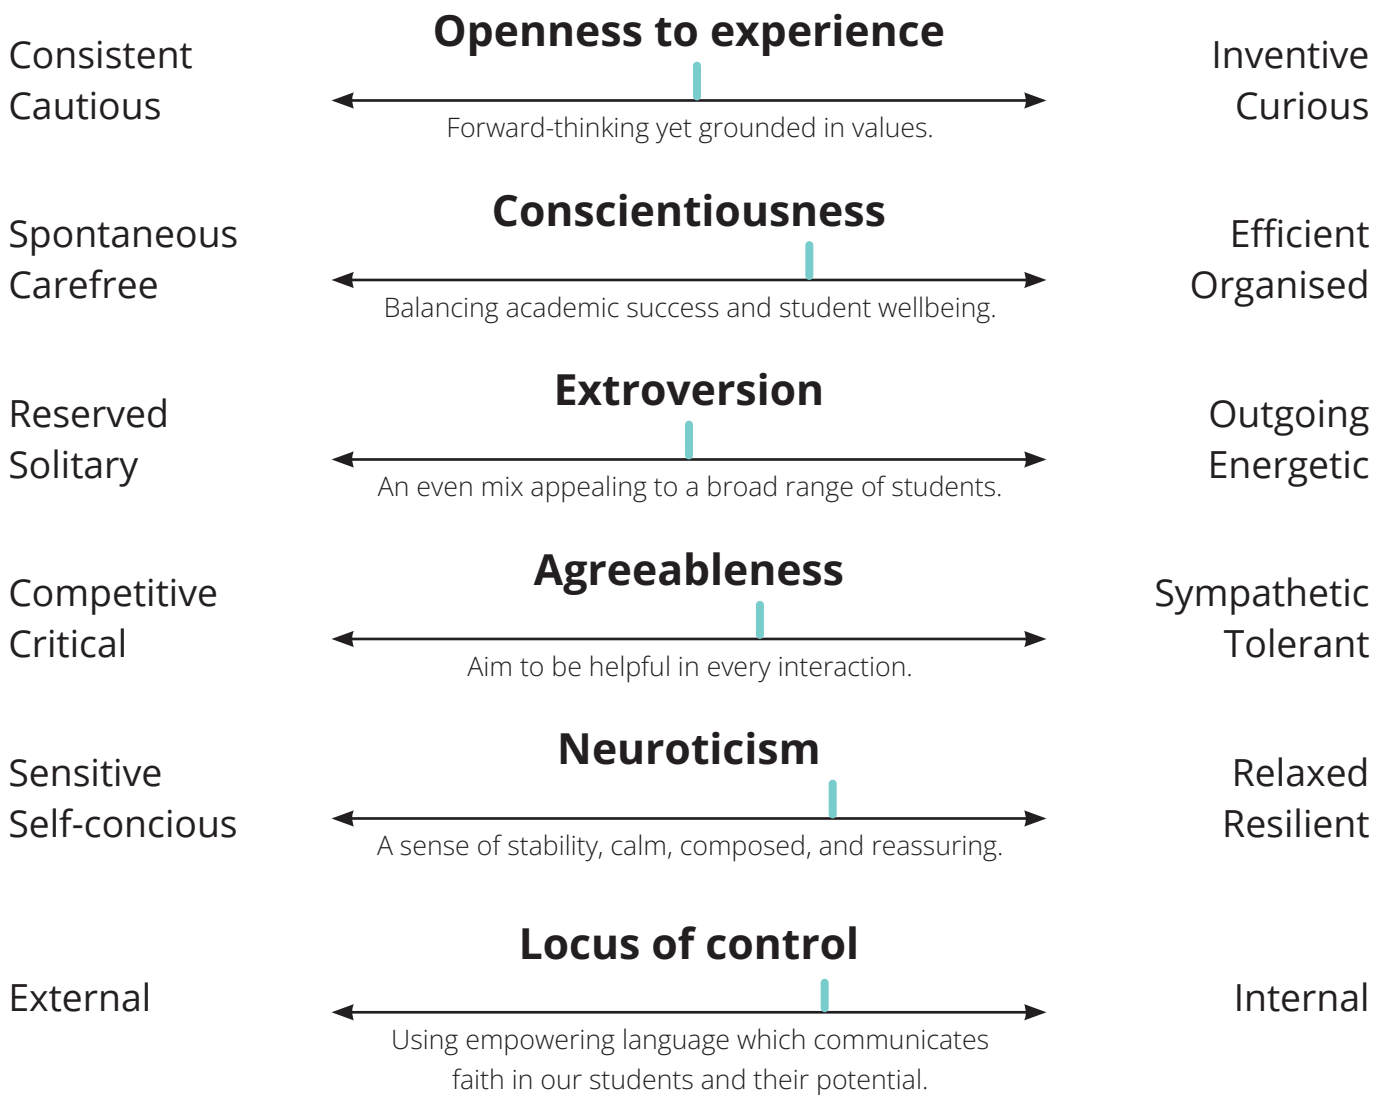 Openness to experience
Consistent
Cautious
Inventive
Curious
Forward-thinking yet grounded in values.
Conscientiousness
Spontaneous
Carefree
Efficient
Organised
Balancing academic success and student wellbeing.
Extroversion
Reserved
Solitary
Outgoing
Energetic
An even mix appealing to a broad range of students.
Agreeableness
Competitive
Critical
Sympathetic
Tolerant
Aim to be helpful in every interaction.
Neuroticism
Sensitive
Self-concious
Relaxed
Resilient
A sense of stability, calm, composed, and reassuring.
Locus of control
External
Internal
Using empowering language which communicates
faith in our students and their potential.